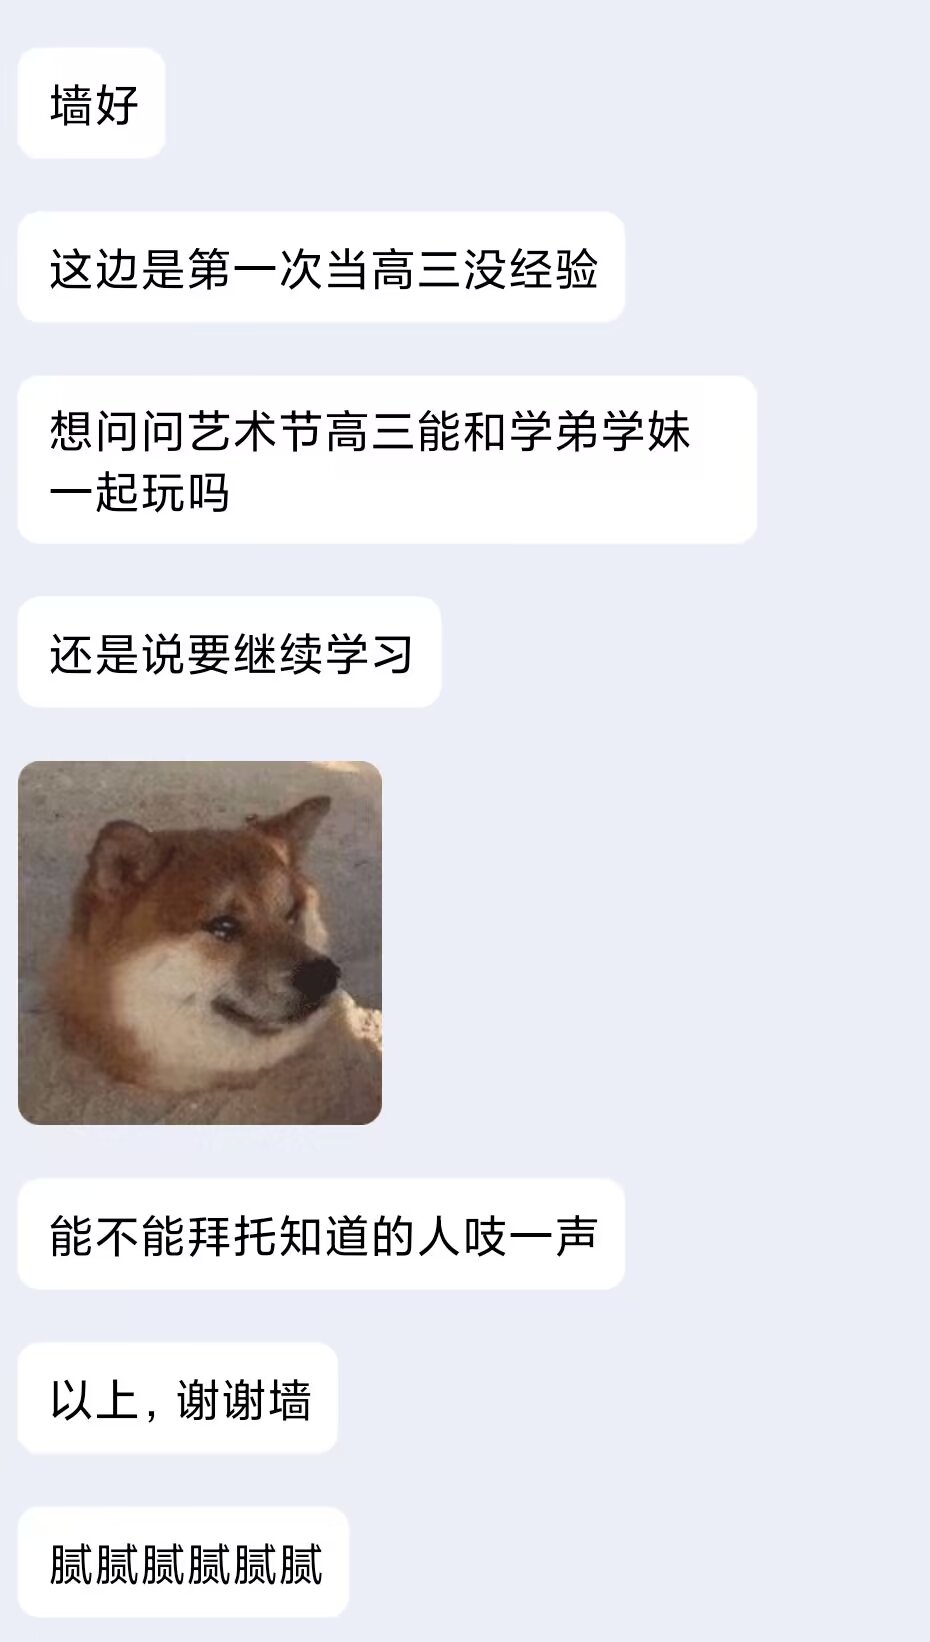 墙好
这边是第一次当高三没经验
想问问艺术节高三能和学弟学妹
一起玩吗
还是说要继续学习
能不能拜托知道的人吱一声
以上，谢谢墙
腻腻腻腻腻腻